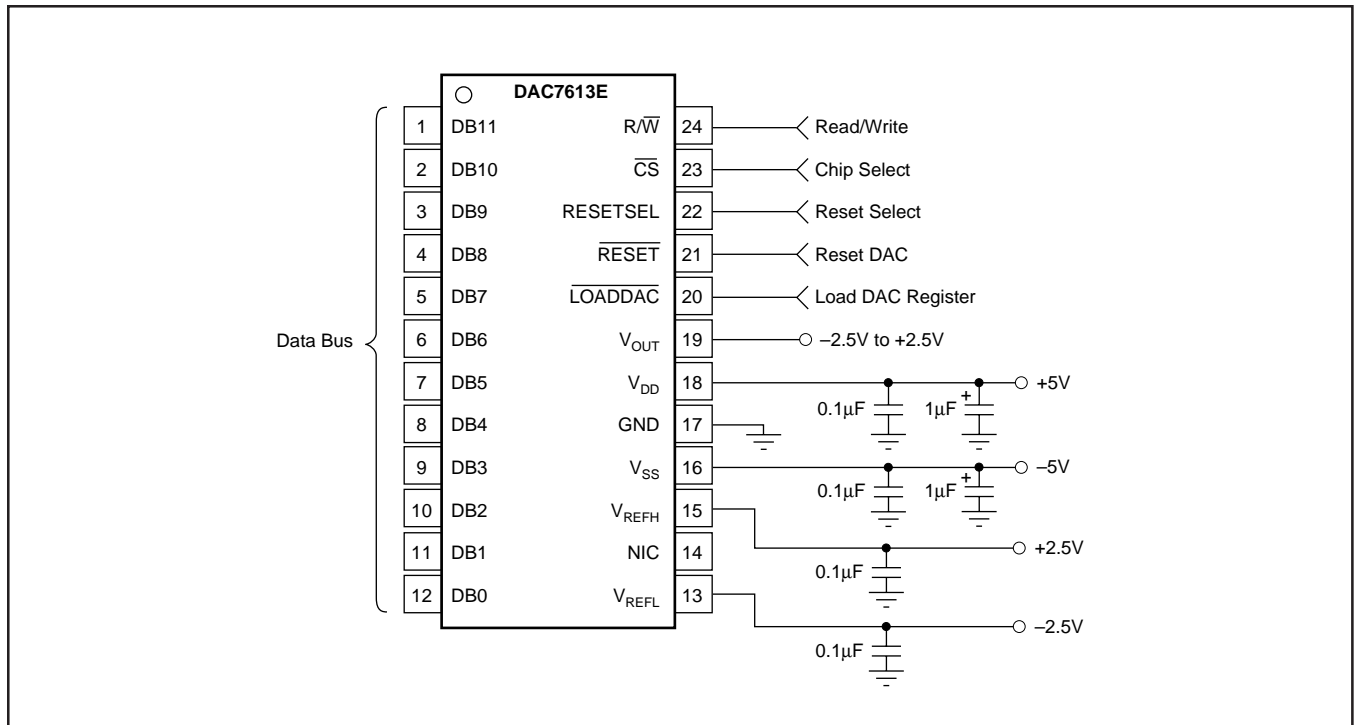 DAC7613E
1 DB11 R/W̅ 24 Read/Write
2 DB10 C̅S̅ 23 Chip Select
3 DB9 RESETSEL 22 Reset Select
4 DB8 R̅E̅S̅E̅T̅ 21 Reset DAC
5 DB7 L̅O̅A̅D̅D̅A̅C̅ 20 Load DAC Register
Data Bus
6 DB6 VOUT 19 –2.5V to +2.5V
7 DB5 VDD 18 +5V
0.1µF 1µF +
8 DB4 GND 17
9 DB3 VSS 16 –5V
0.1µF 1µF +
10 DB2 VREFH 15
11 DB1 NIC 14 +2.5V
0.1µF
12 DB0 VREFL 13
–2.5V
0.1µF